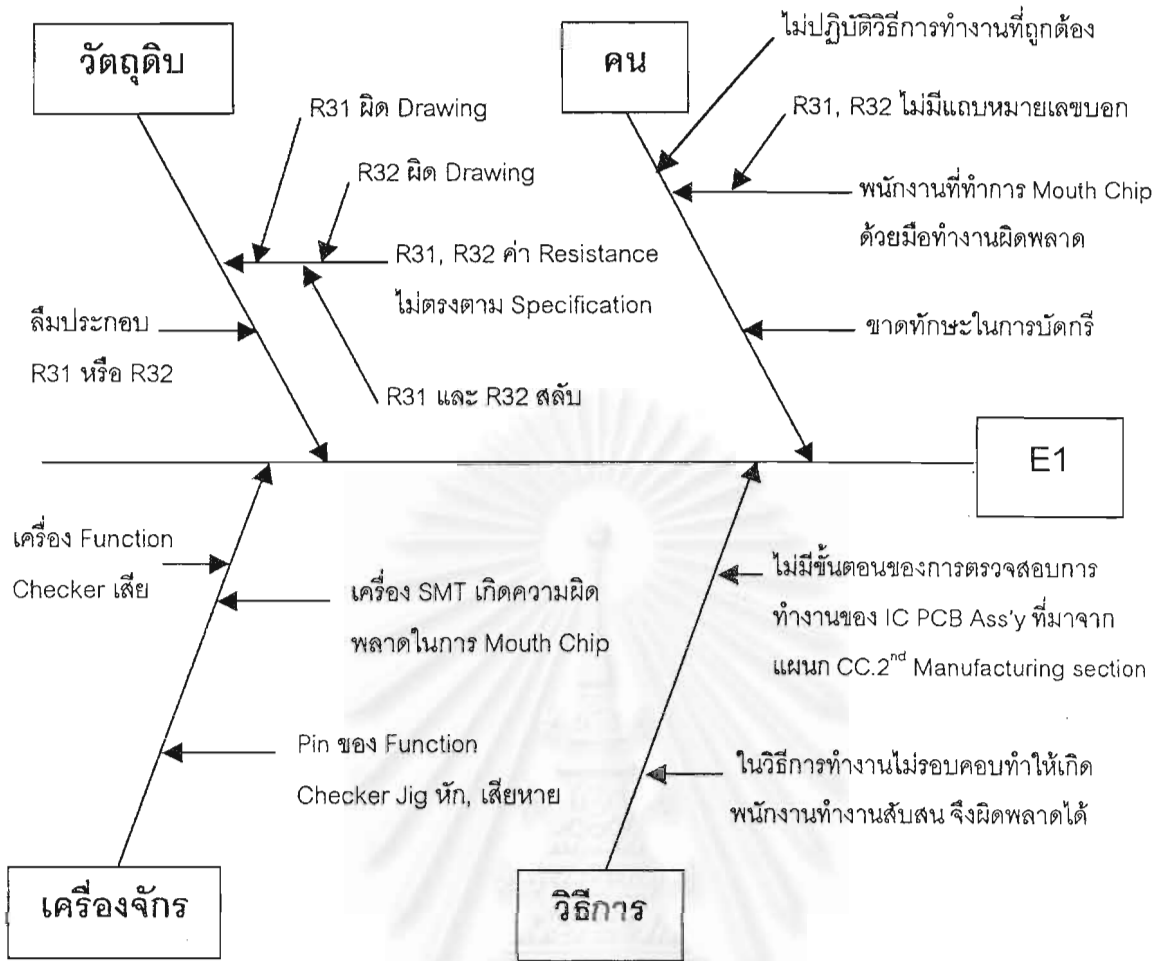 วัตถุดิบ
R31 ผิด Drawing
R32 ผิด Drawing
R31, R32 ค่า Resistance
ไม่ตรงตาม Specification
ลืมประกอบ
R31 หรือ R32
R31 และ R32 สลับ
คน
ไม่ปฏิบัติวิธีการทำงานที่ถูกต้อง
R31, R32 ไม่มีแถบหมายเลขบอก
พนักงานที่ทำการ Mouth Chip
ด้วยมือทำงานผิดพลาด
ขาดทักษะในการบัดกรี
E1
เครื่อง Function
Checker เสีย
เครื่อง SMT เกิดความผิด
พลาดในการ Mouth Chip
Pin ของ Function
Checker Jig หัก, เสียหาย
เครื่องจักร
ไม่มีขั้นตอนของการตรวจสอบการ
ทำงานของ IC PCB Ass'y ที่มาจาก
แผนก CC.2nd Manufacturing section
ในวิธีการทำงานไม่รอบคอบทำให้เกิด
พนักงานทำงานสับสน จึงผิดพลาดได้
วิธีการ